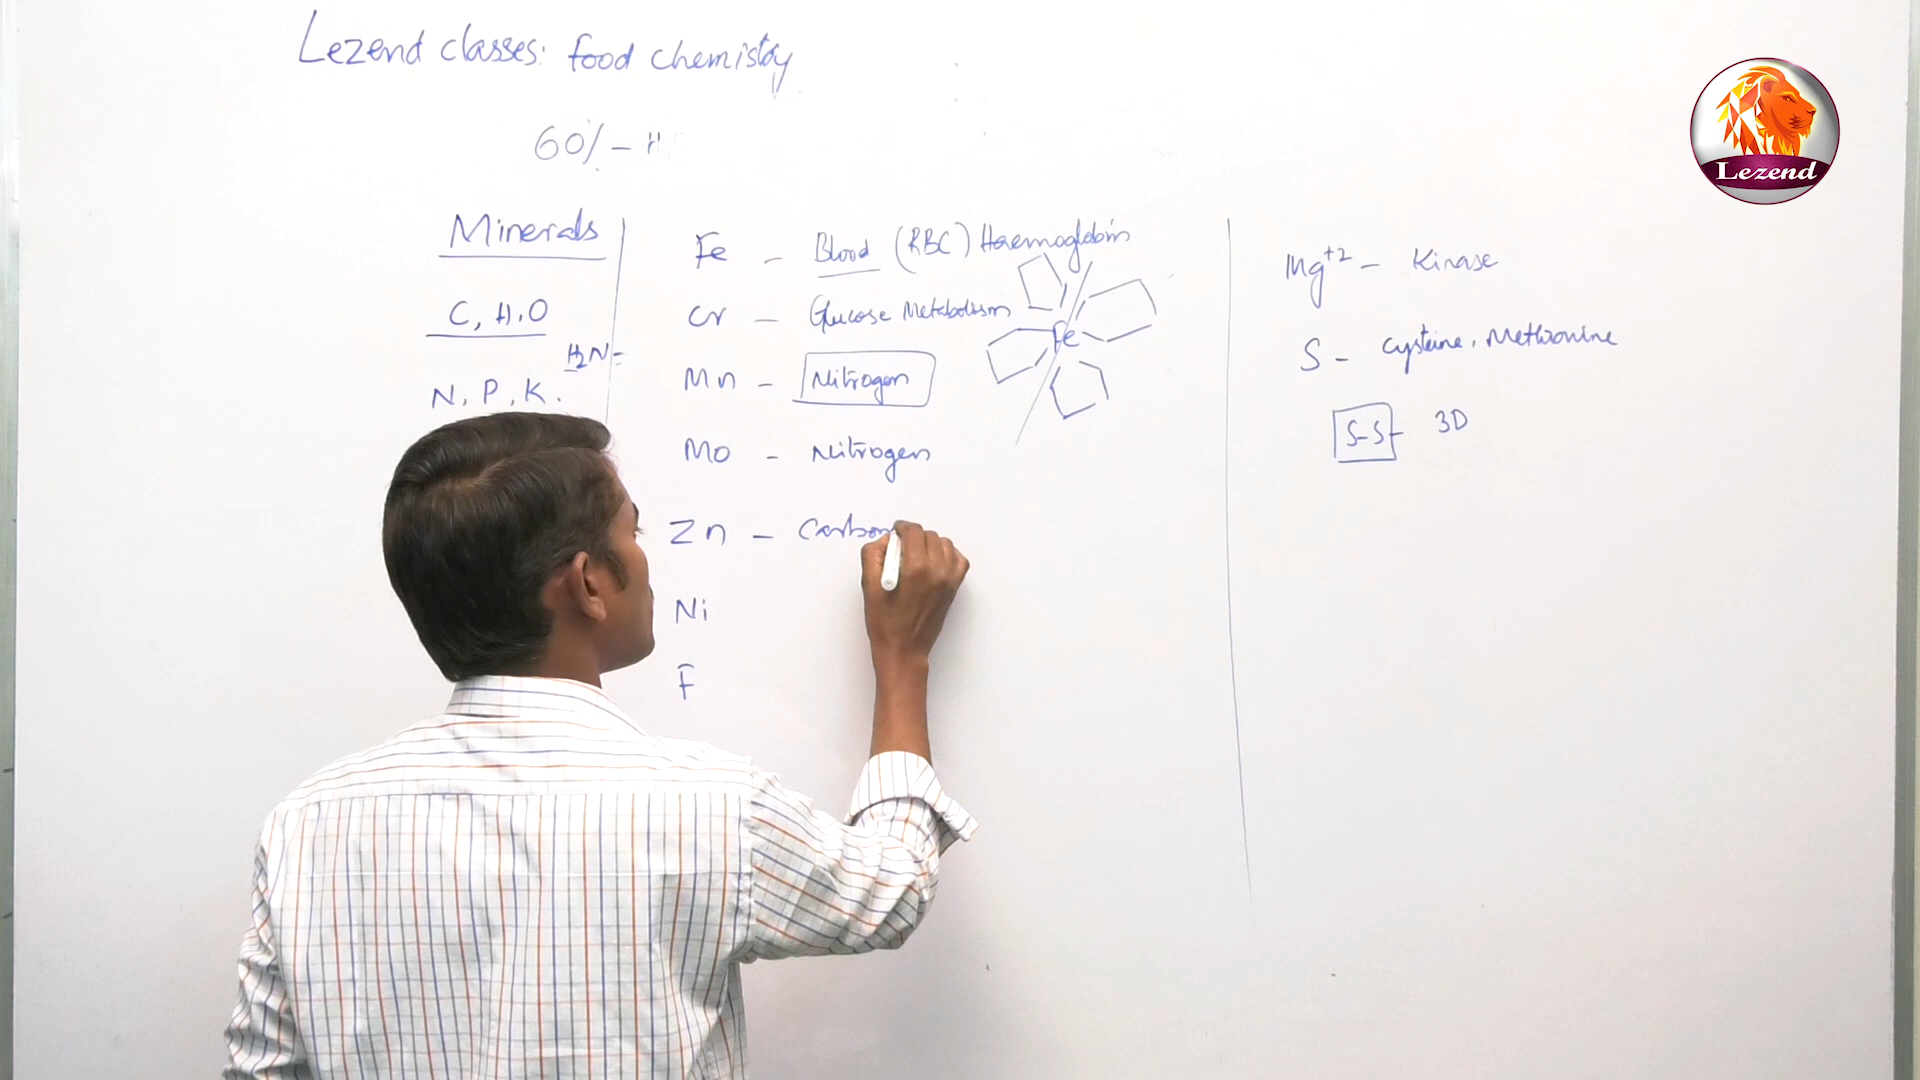 Lezend classes: food chemistry
60% – H
Lezend
Minerals
C, H, O
H2N=
N, P, K.
Fe – Blood (RBC) Haemoglobin
Cr – Glucose Metabolism
Fe
Mn – Nitrogen
Mo – Nitrogen
Zn – Carbon
Ni
F
Mg+2 – Kinase
S – Cysteine, Methionine
S-S- 3D